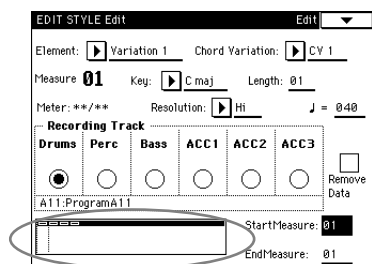 EDIT STYLE Edit Edit
Element: Variation 1 Chord Variation: CV 1
Measure 01 Key: C maj Length: 01
Meter: **/** Resolution: Hi ♩ = 040
Recording Track
Drums Perc Bass ACC1 ACC2 ACC3
Remove
Data
A11:ProgramA11
StartMeasure: 01
EndMeasure: 01